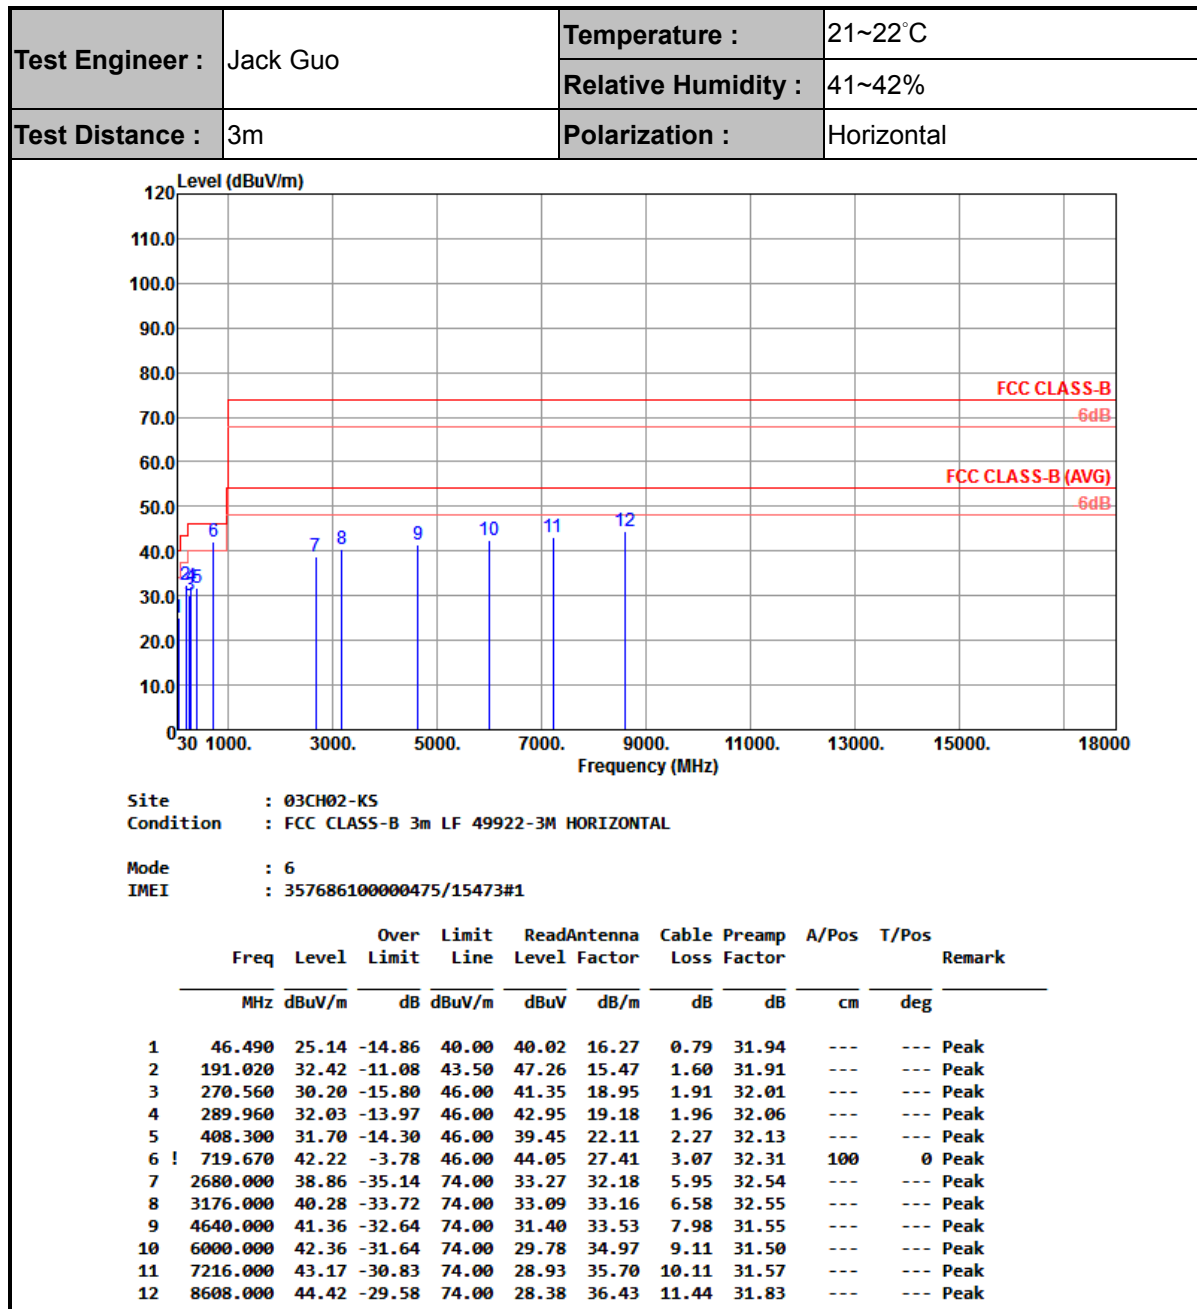 Test Engineer : Jack Guo Temperature : 21~22°C
Relative Humidity : 41~42%
Test Distance : 3m Polarization : Horizontal
Level (dBuV/m)
120
110.0
100.0
90.0
80.0
FCC CLASS-B
70.0
-6dB
60.0
FCC CLASS-B (AVG)
50.0
-6dB
6 7 8 9 10 11 12
40.0
2 4 5
3
30.0
20.0
10.0
0
30 1000. 3000. 5000. 7000. 9000. 11000. 13000. 15000. 18000
Frequency (MHz)
Site : 03CH02-KS
Condition : FCC CLASS-B 3m LF 49922-3M HORIZONTAL
Mode : 6
IMEI : 357686100000475/15473#1
Over Limit ReadAntenna Cable Preamp A/Pos T/Pos
Freq Level Limit Line Level Factor Loss Factor Remark
MHz dBuV/m dB dBuV/m dBuV dB/m dB dB cm deg
1 46.490 25.14 -14.86 40.00 40.02 16.27 0.79 31.94 --- --- Peak
2 191.020 32.42 -11.08 43.50 47.26 15.47 1.60 31.91 --- --- Peak
3 270.560 30.20 -15.80 46.00 41.35 18.95 1.91 32.01 --- --- Peak
4 289.960 32.03 -13.97 46.00 42.95 19.18 1.96 32.06 --- --- Peak
5 408.300 31.70 -14.30 46.00 39.45 22.11 2.27 32.13 --- --- Peak
6 ! 719.670 42.22 -3.78 46.00 44.05 27.41 3.07 32.31 100 0 Peak
7 2680.000 38.86 -35.14 74.00 33.27 32.18 5.95 32.54 --- --- Peak
8 3176.000 40.28 -33.72 74.00 33.09 33.16 6.58 32.55 --- --- Peak
9 4640.000 41.36 -32.64 74.00 31.40 33.53 7.98 31.55 --- --- Peak
10 6000.000 42.36 -31.64 74.00 29.78 34.97 9.11 31.50 --- --- Peak
11 7216.000 43.17 -30.83 74.00 28.93 35.70 10.11 31.57 --- --- Peak
12 8608.000 44.42 -29.58 74.00 28.38 36.43 11.44 31.83 --- --- Peak